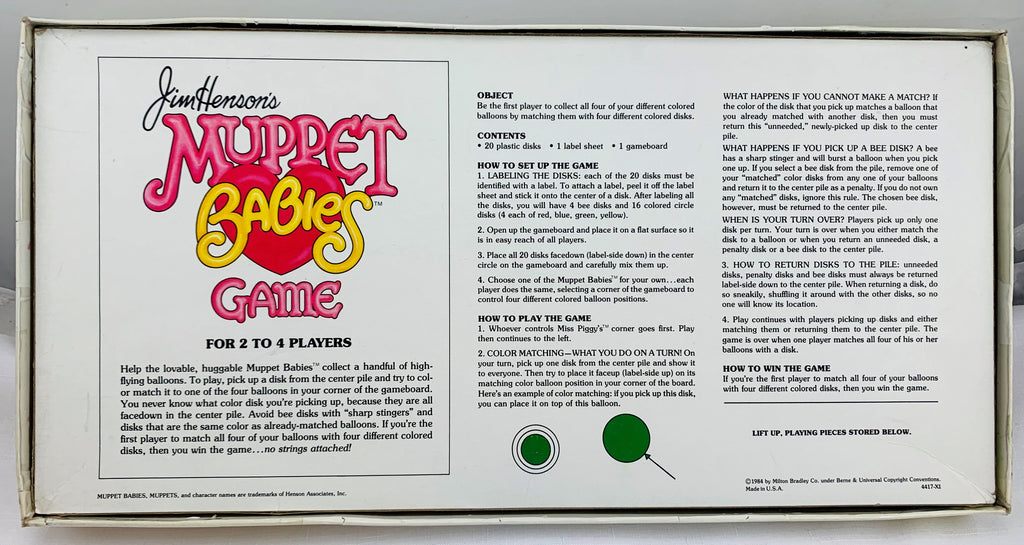 Jim Henson's
MUPPET
BABIES™
GAME
FOR 2 TO 4 PLAYERS
Help the lovable, huggable Muppet Babies™ collect a handful of high-
flying balloons. To play, pick up a disk from the center pile and try to col-
or match it to one of the four balloons in your corner of the gameboard.
You never know what color disk you're picking up, because they are all
facedown in the center pile. Avoid bee disks with "sharp stingers" and
disks that are the same color as already-matched balloons. If you're the
first player to match all four of your balloons with four different colored
disks, then you win the game...no strings attached!
MUPPET BABIES, MUPPETS, and character names are trademarks of Henson Associates, Inc.
OBJECT
Be the first player to collect all four of your different colored
balloons by matching them with four different colored disks.
CONTENTS
• 20 plastic disks • 1 label sheet • 1 gameboard
HOW TO SET UP THE GAME
1. LABELING THE DISKS: each of the 20 disks must be
identified with a label. To attach a label, peel it off the label
sheet and stick it onto the center of a disk. After labeling all
the disks, you will have 4 bee disks and 16 colored circle
disks (4 each of red, blue, green, yellow).
2. Open up the gameboard and place it on a flat surface so it
is in easy reach of all players.
3. Place all 20 disks facedown (label-side down) in the center
circle on the gameboard and carefully mix them up.
4. Choose one of the Muppet Babies™ for your own...each
player does the same, selecting a corner of the gameboard to
control four different colored balloon positions.
HOW TO PLAY THE GAME
1. Whoever controls Miss Piggy's™ corner goes first. Play
then continues to the left.
2. COLOR MATCHING—WHAT YOU DO ON A TURN! On
your turn, pick up one disk from the center pile and show it
to everyone. Then try to place it faceup (label-side up) on its
matching color balloon position in your corner of the board.
Here's an example of color matching: if you pick up this disk,
you can place it on top of this balloon.
WHAT HAPPENS IF YOU CANNOT MAKE A MATCH? If
the color of the disk that you pick up matches a balloon that
you already matched with another disk, then you must
return this "unneeded," newly-picked up disk to the center
pile.
WHAT HAPPENS IF YOU PICK UP A BEE DISK? A bee
has a sharp stinger and will burst a balloon when you pick
one up. If you select a bee disk from the pile, remove one of
your "matched" color disks from any one of your balloons
and return it to the center pile as a penalty. If you do not own
any "matched" disks, ignore this rule. The chosen bee disk,
however, must be returned to the center pile.
WHEN IS YOUR TURN OVER? Players pick up only one
disk per turn. Your turn is over when you either match the
disk to a balloon or when you return an unneeded disk, a
penalty disk or a bee disk to the center pile.
3. HOW TO RETURN DISKS TO THE PILE: unneeded
disks, penalty disks and bee disks must always be returned
label-side down to the center pile. When returning a disk, do
so sneakily, shuffling it around with the other disks, so no
one will know its location.
4. Play continues with players picking up disks and either
matching them or returning them to the center pile. The
game is over when one player matches all four of his or her
balloons with a disk.
HOW TO WIN THE GAME
If you're the first player to match all four of your balloons
with four different colored disks, then you win the game.
LIFT UP, PLAYING PIECES STORED BELOW.
©1984 by Milton Bradley Co. under Berne & Universal Copyright Conventions.
Made in U.S.A. 4417-X1